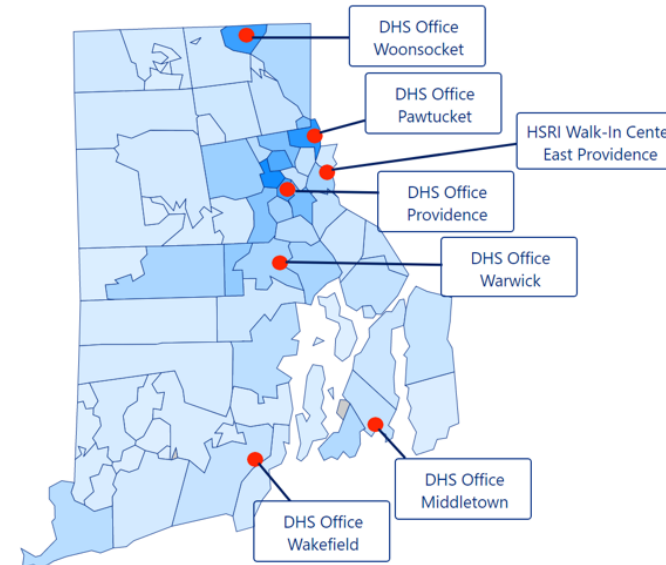 DHS Office
Woonsocket
DHS Office
Pawtucket
HSRI Walk-In Cente
East Providence
DHS Office
Providence
DHS Office
Warwick
DHS Office
Middletown
DHS Office
Wakefield